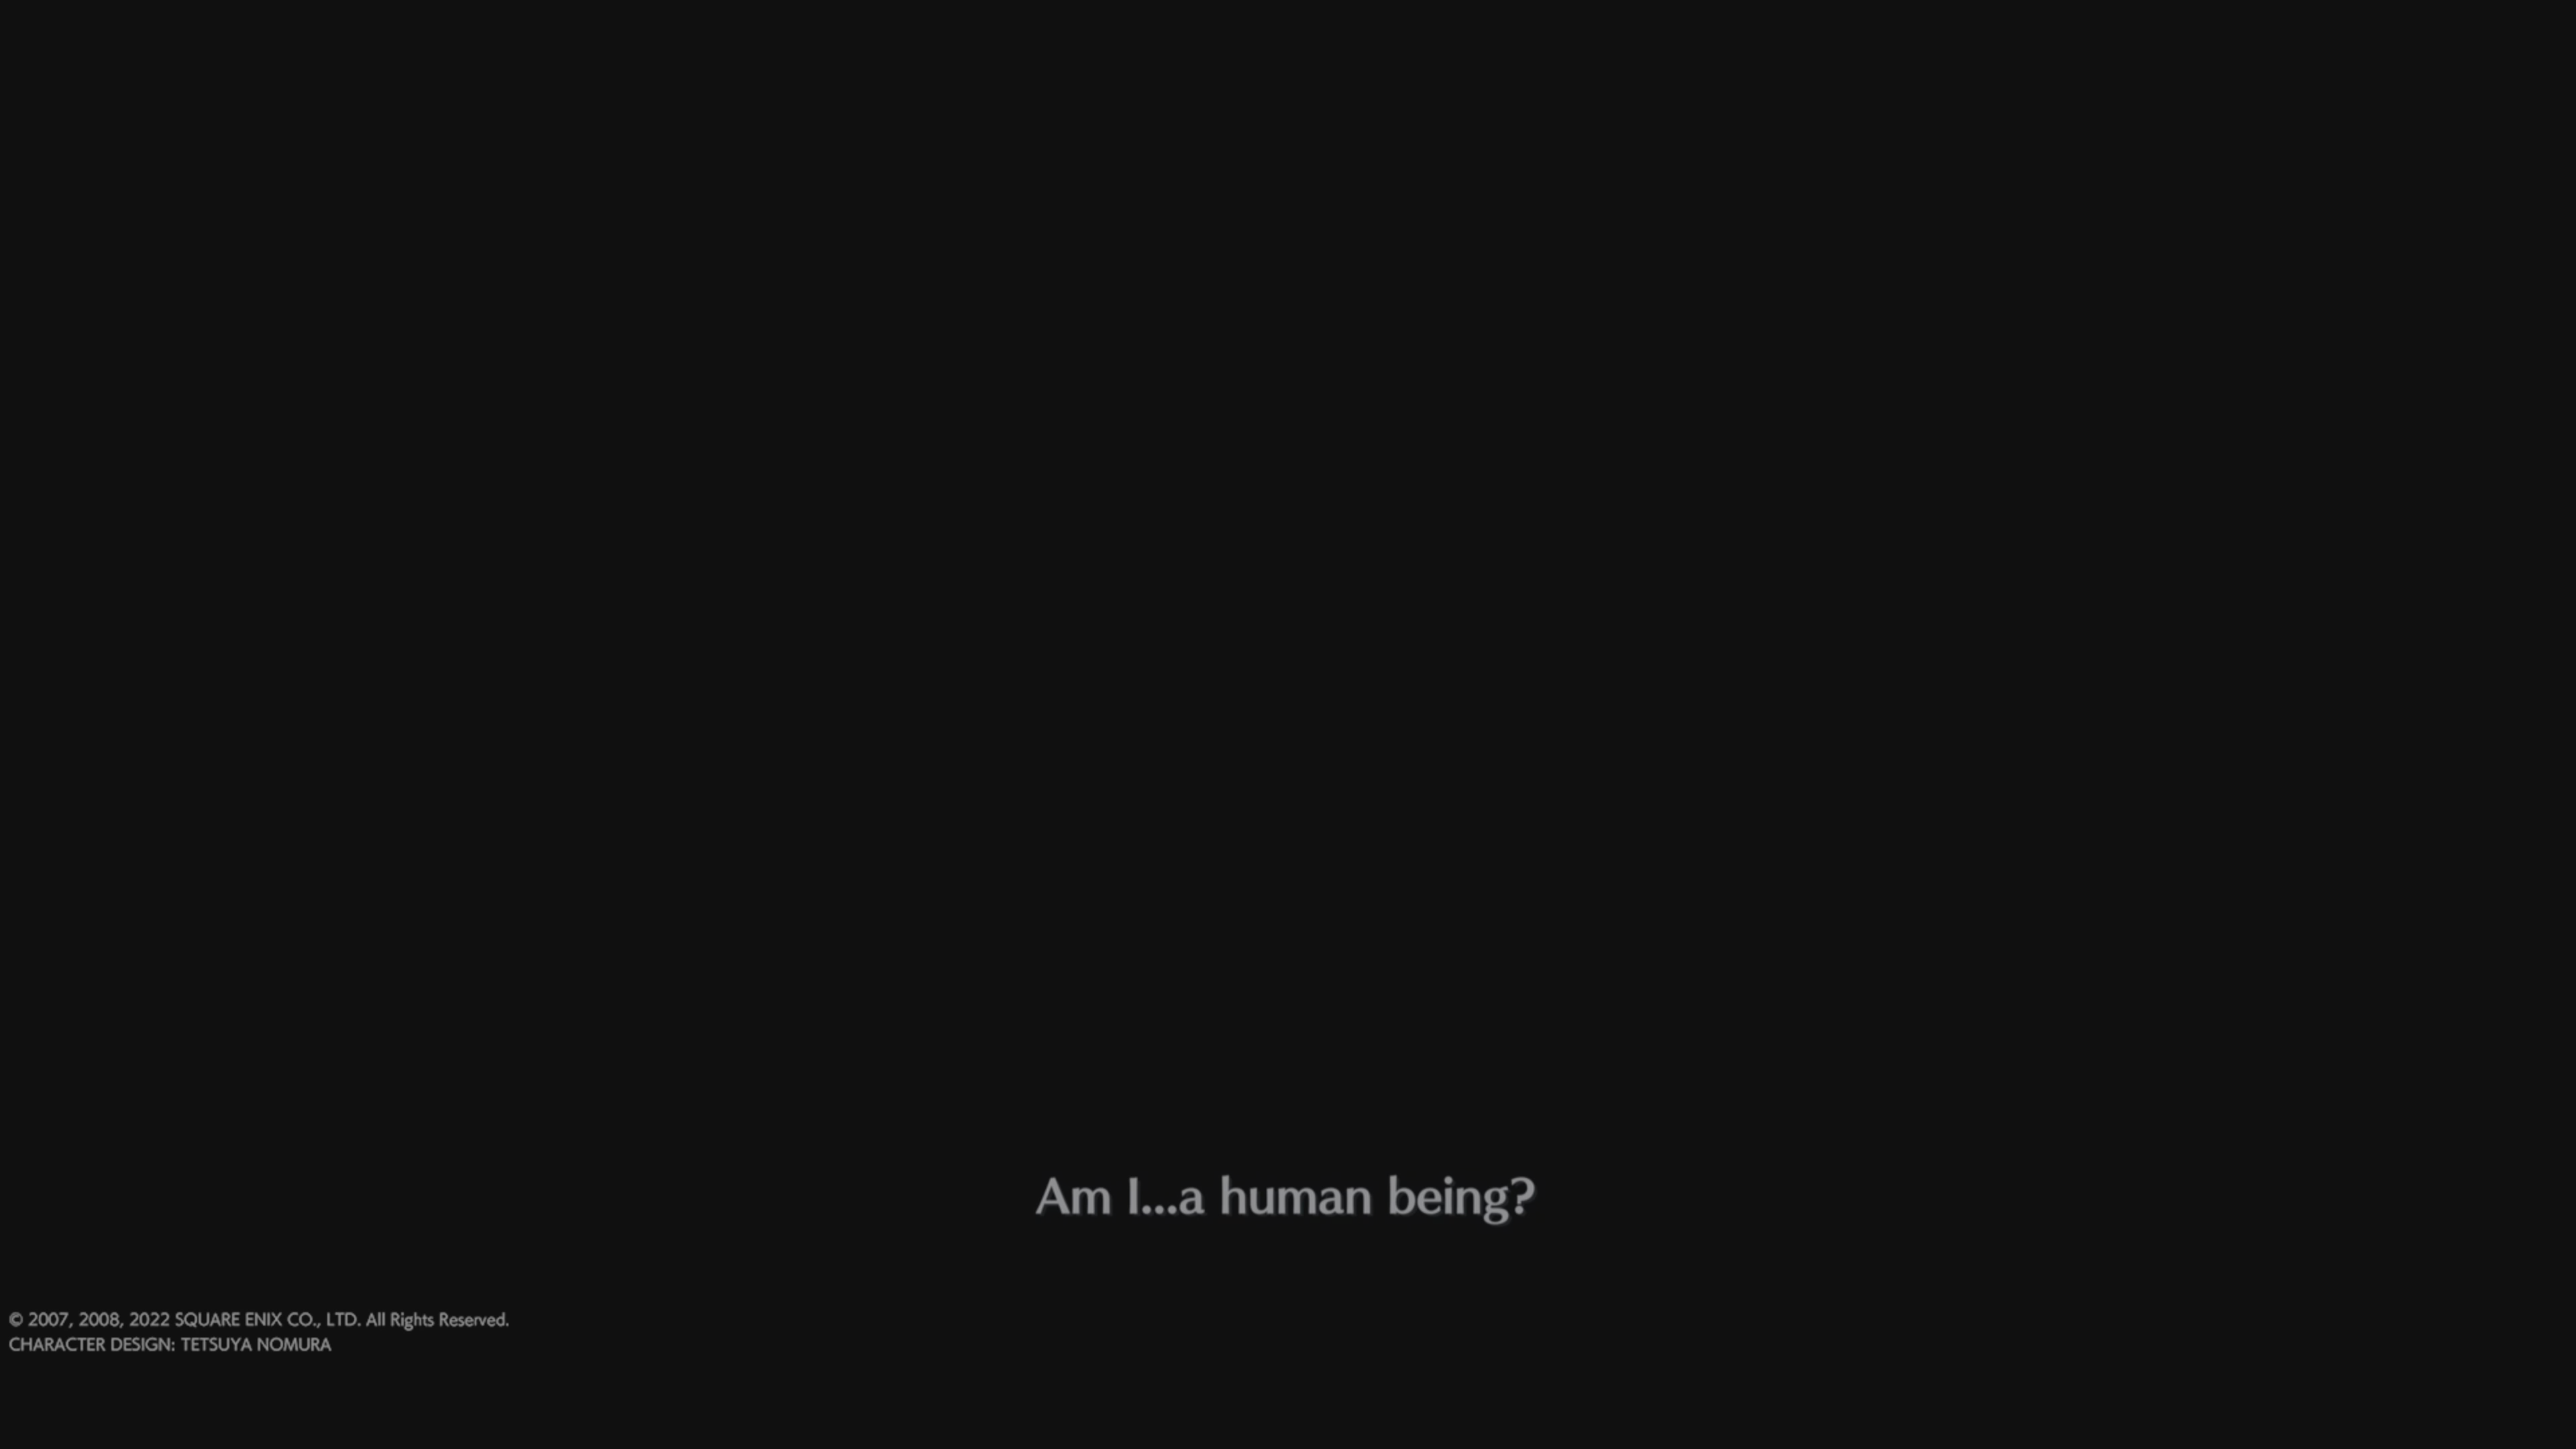 Am I...a human being?
© 2007, 2008, 2022 SQUARE ENIX CO., LTD. All Rights Reserved.
CHARACTER DESIGN: TETSUYA NOMURA